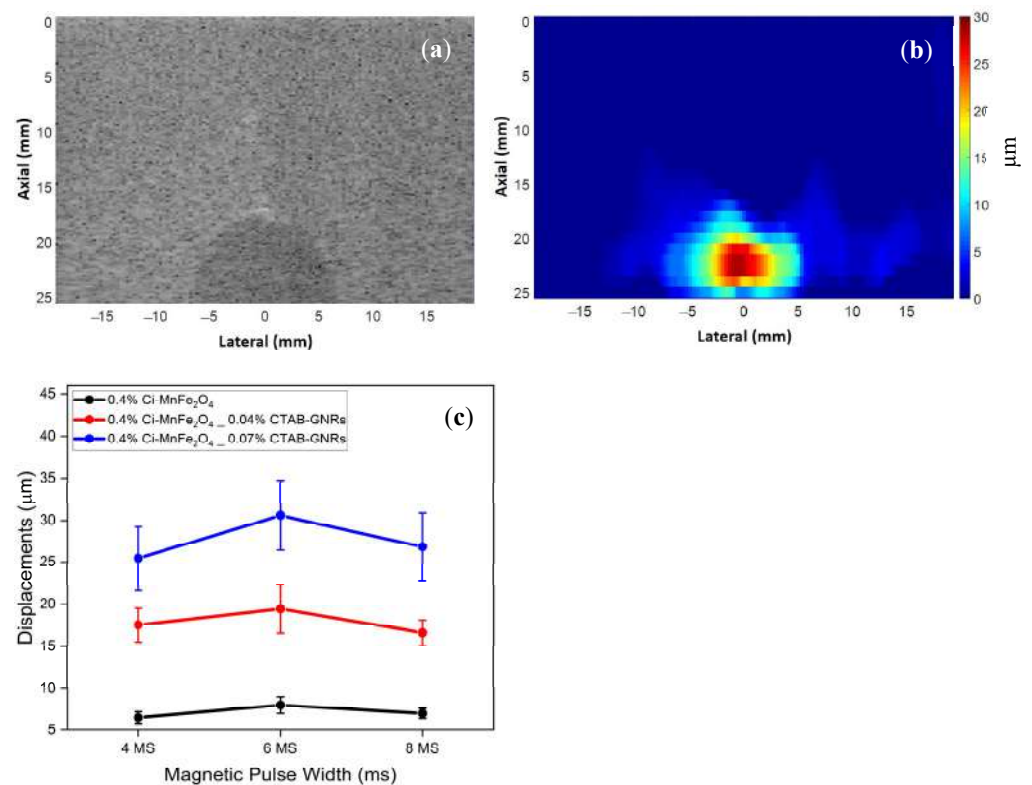 (a)
0
5
10
15
20
25
Axial (mm)
−15 −10 −5 0 5 10 15
Lateral (mm)
(b)
0
5
10
15
20
25
Axial (mm)
−15 −10 −5 0 5 10 15
Lateral (mm)
30
25
20
15
10
5
0
μm
(c)
0.4% Ci-MnFe₂O₄
0.4% Ci-MnFe₂O₄ _ 0.04% CTAB-GNRs
0.4% Ci-MnFe₂O₄ _ 0.07% CTAB-GNRs
45
40
35
30
25
20
15
10
5
Displacements (μm)
4 MS 6 MS 8 MS
Magnetic Pulse Width (ms)